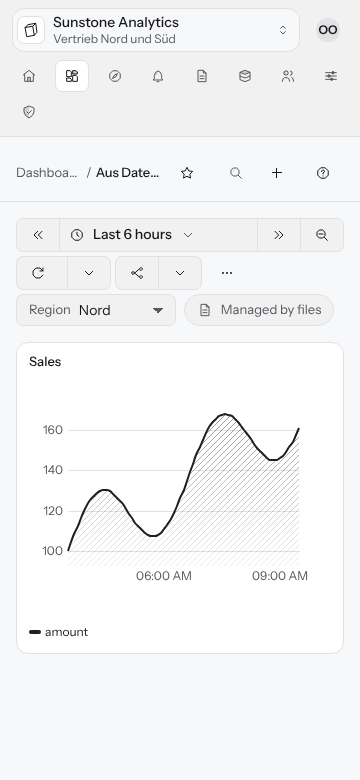 Sunstone Analytics
Vertrieb Nord und Süd
OO
Dashboa... / Aus Date...
Last 6 hours
Region Nord
Managed by files
Sales
160
140
120
100
06:00 AM 09:00 AM
amount